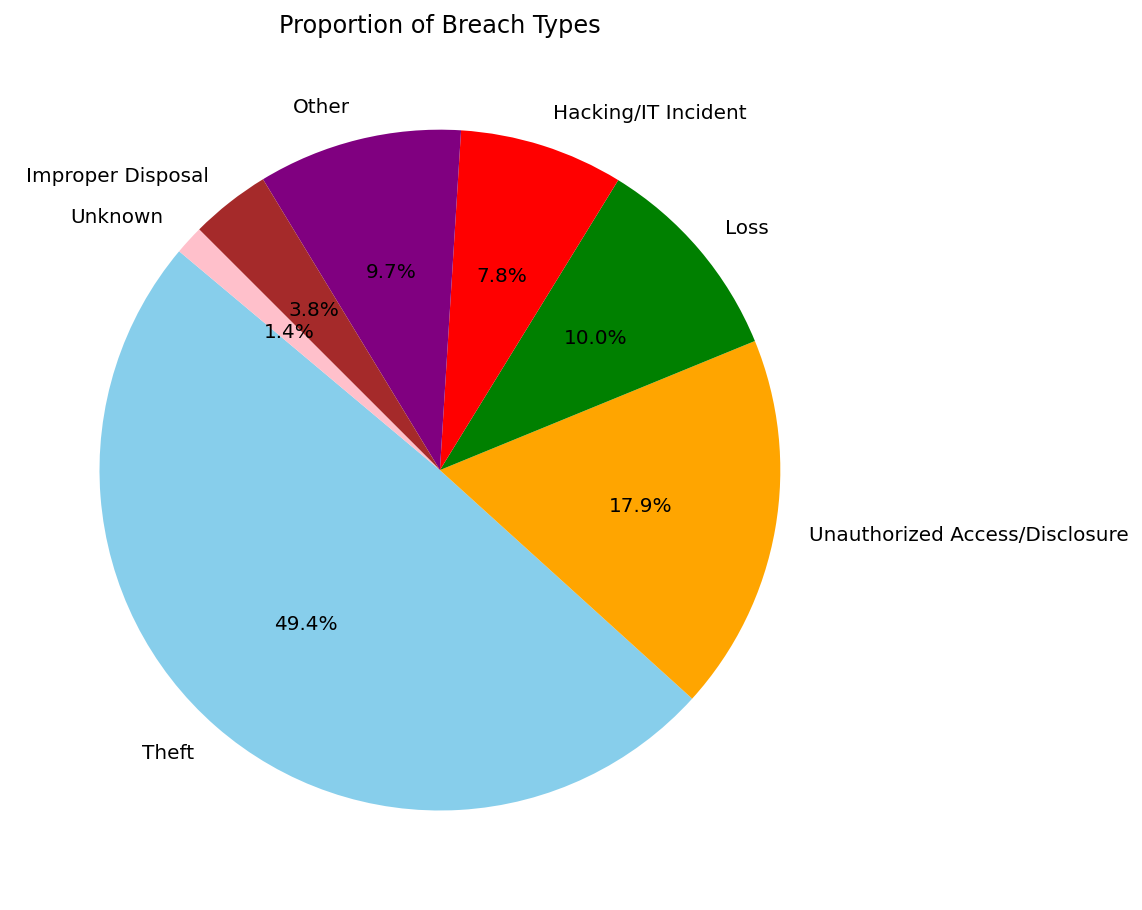 Proportion of Breach Types
Other
Hacking/IT Incident
Improper Disposal
Unknown
Loss
9.7%
7.8%
3.8%
1.4%
10.0%
17.9%
Unauthorized Access/Disclosure
49.4%
Theft